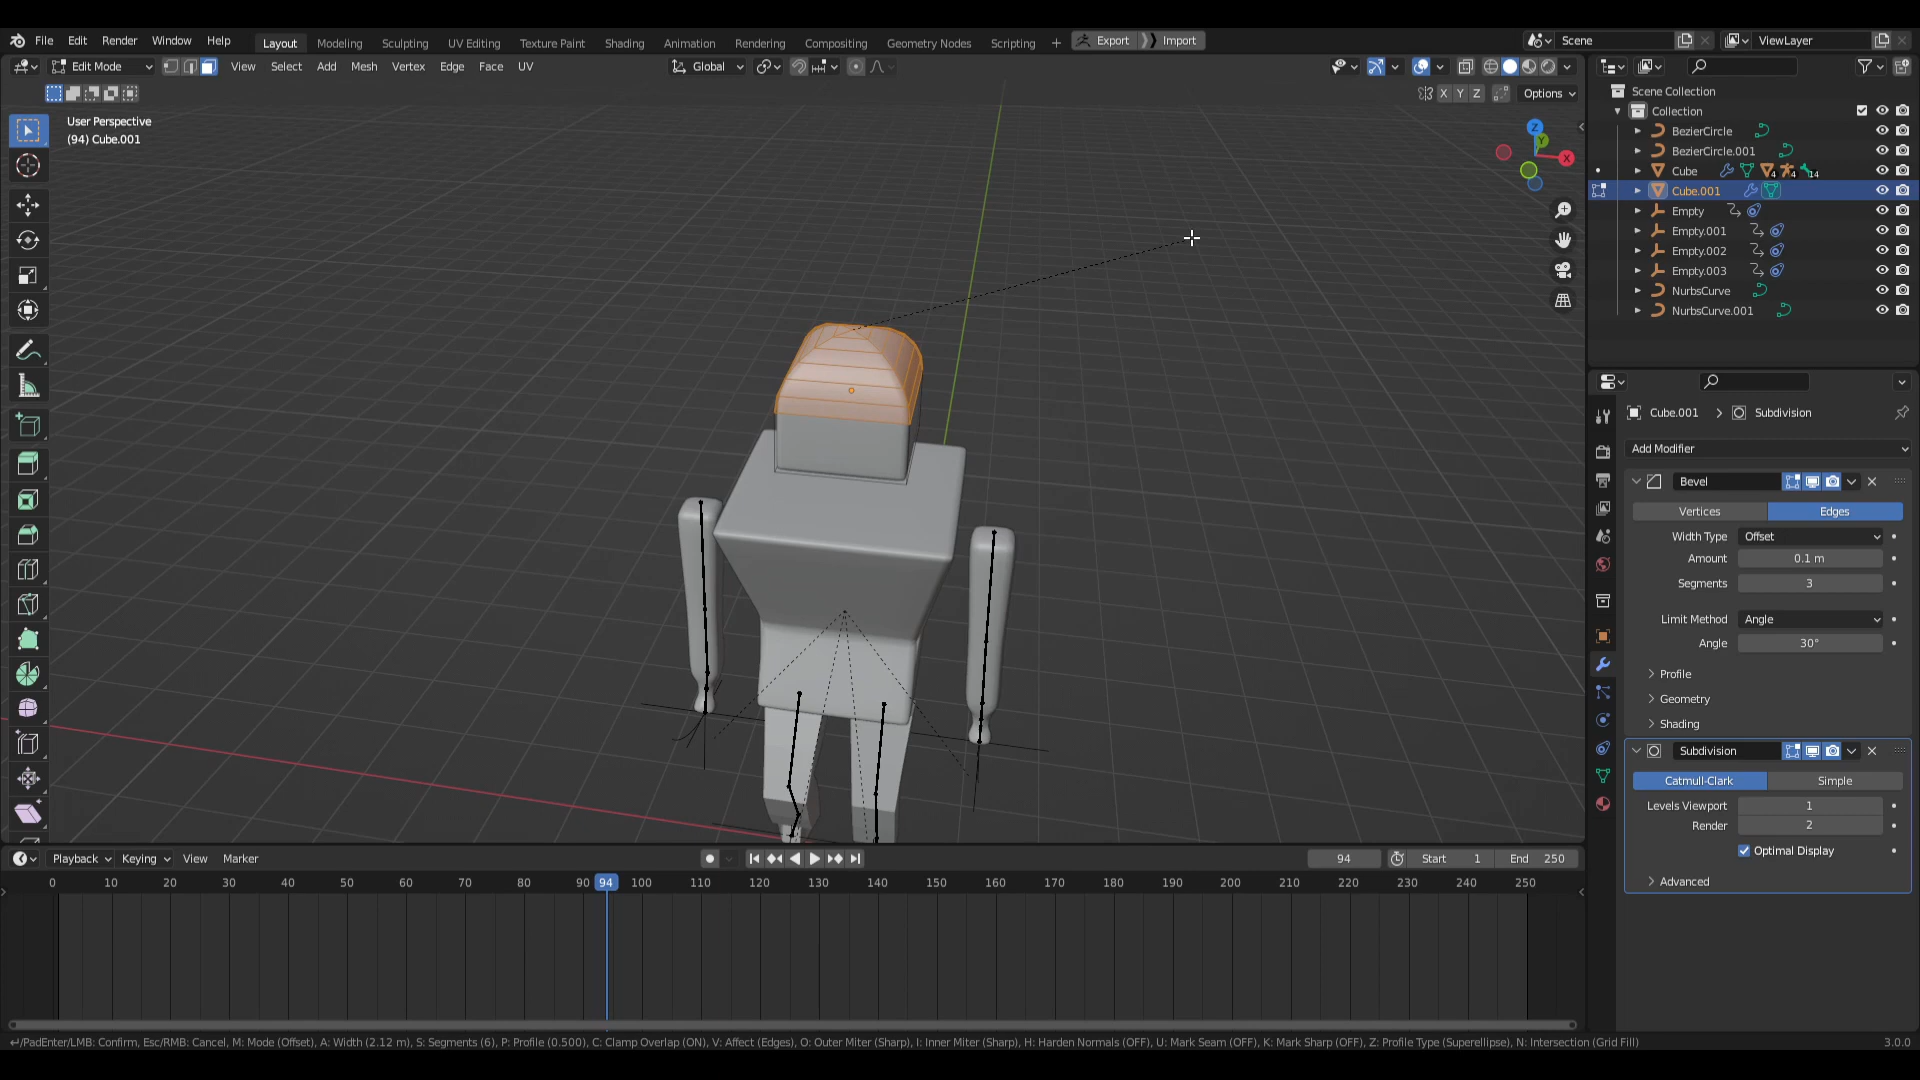 File Edit Render Window Help Layout Modeling Sculpting UV Editing Texture Paint Shading Animation Rendering Compositing Geometry Nodes Scripting + Export Import Scene ViewLayer
Edit Mode View Select Add Mesh Vertex Edge Face UV Global
X Y Z Options
User Perspective
(94) Cube.001
Z
Y
X
Scene Collection
Collection
BezierCircle
BezierCircle.001
Cube 4 4 14
Cube.001
Empty
Empty.001
Empty.002
Empty.003
NurbsCurve
NurbsCurve.001
Cube.001 > Subdivision
Add Modifier
Bevel
Vertices Edges
Width Type Offset
Amount 0.1 m
Segments 3
Limit Method Angle
Angle 30°
Profile
Geometry
Shading
Subdivision
Catmull-Clark Simple
Levels Viewport 1
Render 2
Optimal Display
Advanced
Playback Keying View Marker 94 Start 1 End 250
0 10 20 30 40 50 60 70 80 90 94 100 110 120 130 140 150 160 170 180 190 200 210 220 230 240 250
↵/PadEnter/LMB: Confirm, Esc/RMB: Cancel, M: Mode (Offset), A: Width (2.12 m), S: Segments (6), P: Profile (0.500), C: Clamp Overlap (ON), V: Affect (Edges), O: Outer Miter (Sharp), I: Inner Miter (Sharp), H: Harden Normals (OFF), U: Mark Seam (OFF), K: Mark Sharp (OFF), Z: Profile Type (Superellipse), N: Intersection (Grid Fill) 3.0.0